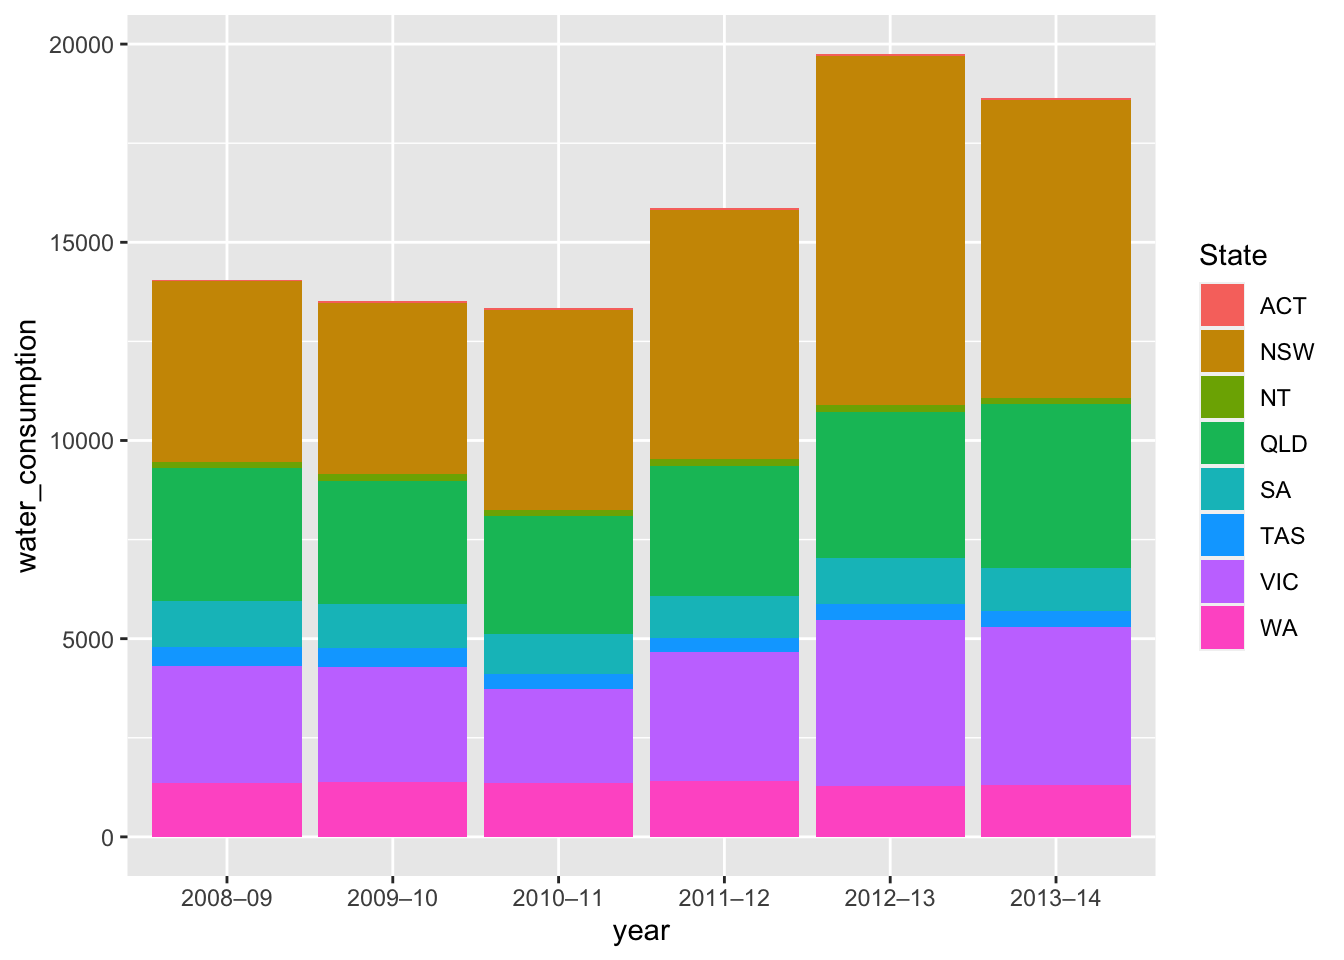 20000
15000
10000
5000
0
water_consumption
2008–09 2009–10 2010–11 2011–12 2012–13 2013–14
year
State
ACT
NSW
NT
QLD
SA
TAS
VIC
WA